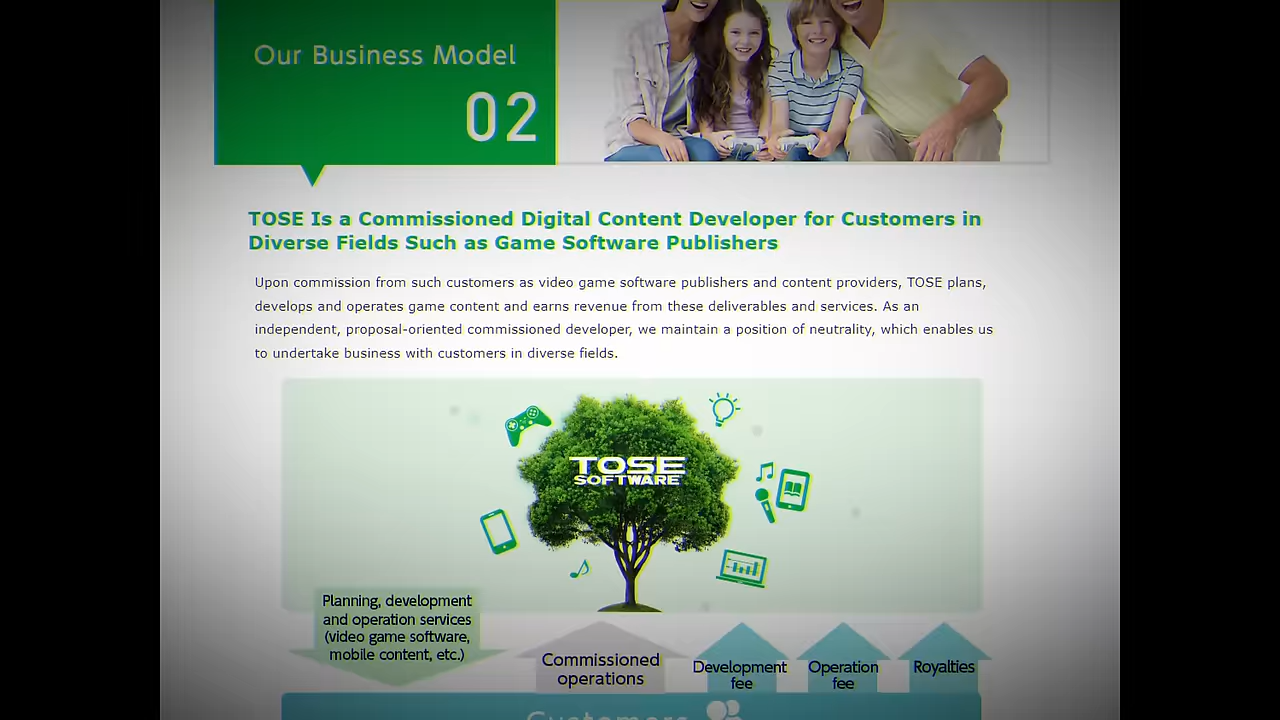 Our Business Model
02
TOSE Is a Commissioned Digital Content Developer for Customers in
Diverse Fields Such as Game Software Publishers
Upon commission from such customers as video game software publishers and content providers, TOSE plans,
develops and operates game content and earns revenue from these deliverables and services. As an
independent, proposal-oriented commissioned developer, we maintain a position of neutrality, which enables us
to undertake business with customers in diverse fields.
TOSE
SOFTWARE
Planning, development
and operation services
(video game software,
mobile content, etc.)
Commissioned
operations
Development
fee
Operation
fee
Royalties
Customers